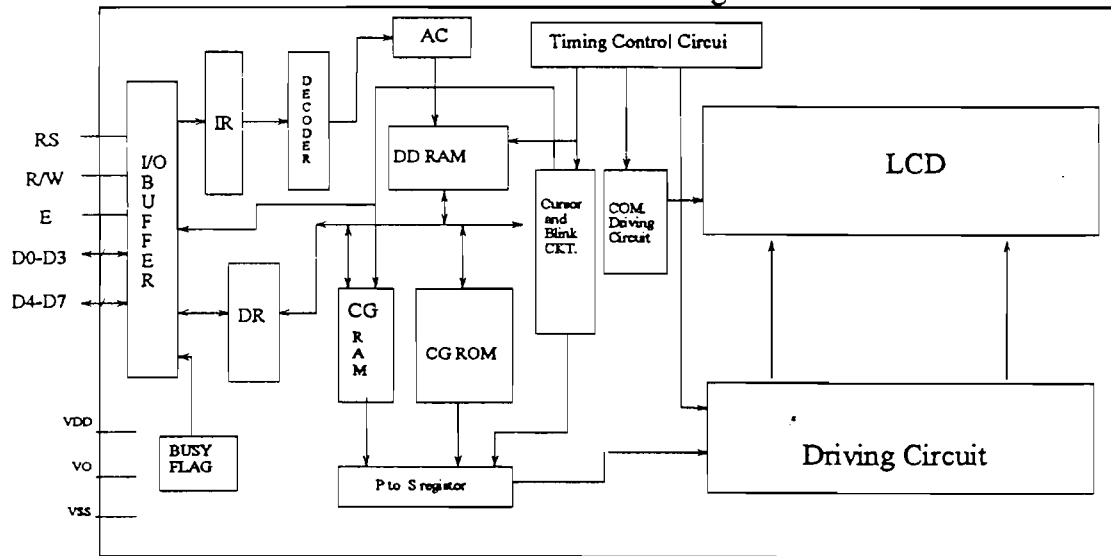 AC
Timing Control Circui
DECODER
IR
RS
I/O
BUFFER
DD RAM
LCD
R/W
E
Cursor
and
Blink
CKT.
COM.
Driving
Circuit
D0-D3
D4-D7
DR
CG
RAM
CG ROM
VDD
BUSY
FLAG
VO
P to S register
Driving Circuit
VSS